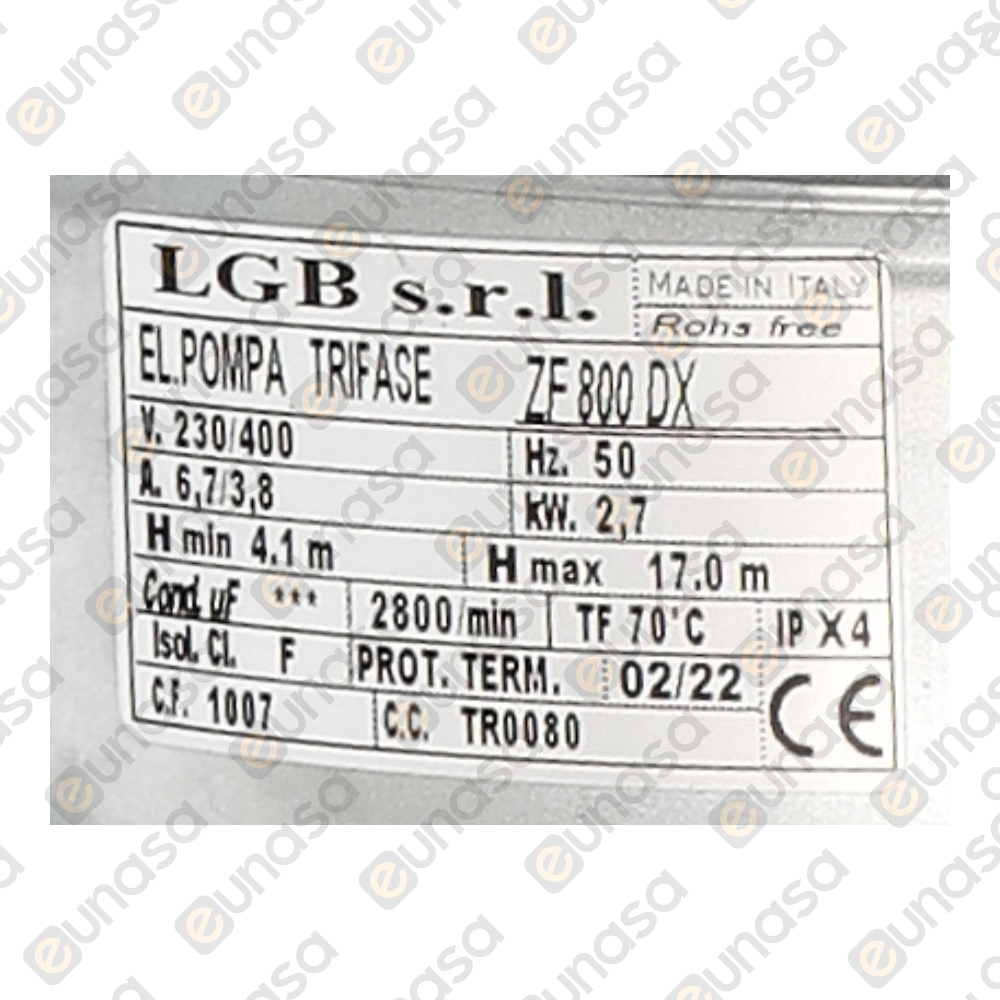 LGB s.r.l.
MADE IN ITALY
Rohs free
EL.POMPA TRIFASE ZF 800 DX
V. 230/400 Hz. 50
A. 6,7/3,8 kW. 2,7
H min 4.1 m H max 17.0 m
Cond. µF *** 2800/min TF 70°C IP X4
Isol. Cl. F PROT. TERM. 02/22 CE
C.F. 1007 C.C. TR0080
eunasa